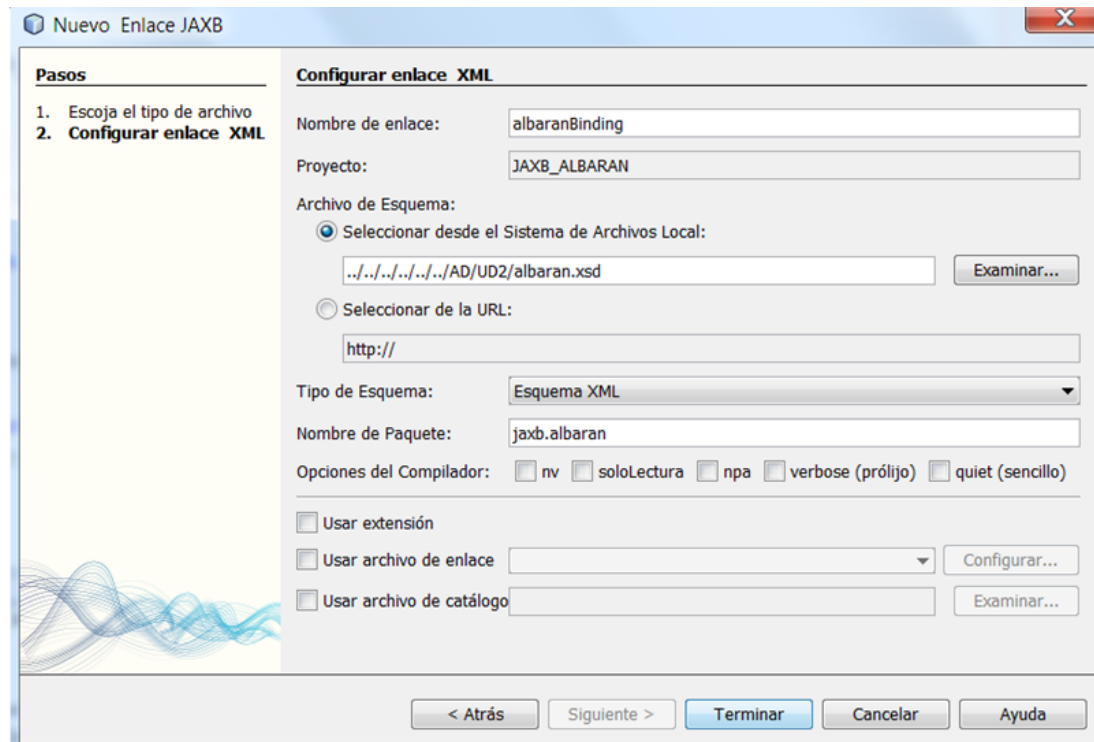 Nuevo Enlace JAXB
X
Pasos
1. Escoja el tipo de archivo
2. Configurar enlace XML
Configurar enlace XML
Nombre de enlace: albaranBinding
Proyecto: JAXB_ALBARAN
Archivo de Esquema:
Seleccionar desde el Sistema de Archivos Local:
../../../../../../AD/UD2/albaran.xsd Examinar...
Seleccionar de la URL:
http://
Tipo de Esquema: Esquema XML
Nombre de Paquete: jaxb.albaran
Opciones del Compilador: nv soloLectura npa verbose (prólijo) quiet (sencillo)
Usar extensión
Usar archivo de enlace Configurar...
Usar archivo de catálogo Examinar...
< Atrás Siguiente > Terminar Cancelar Ayuda